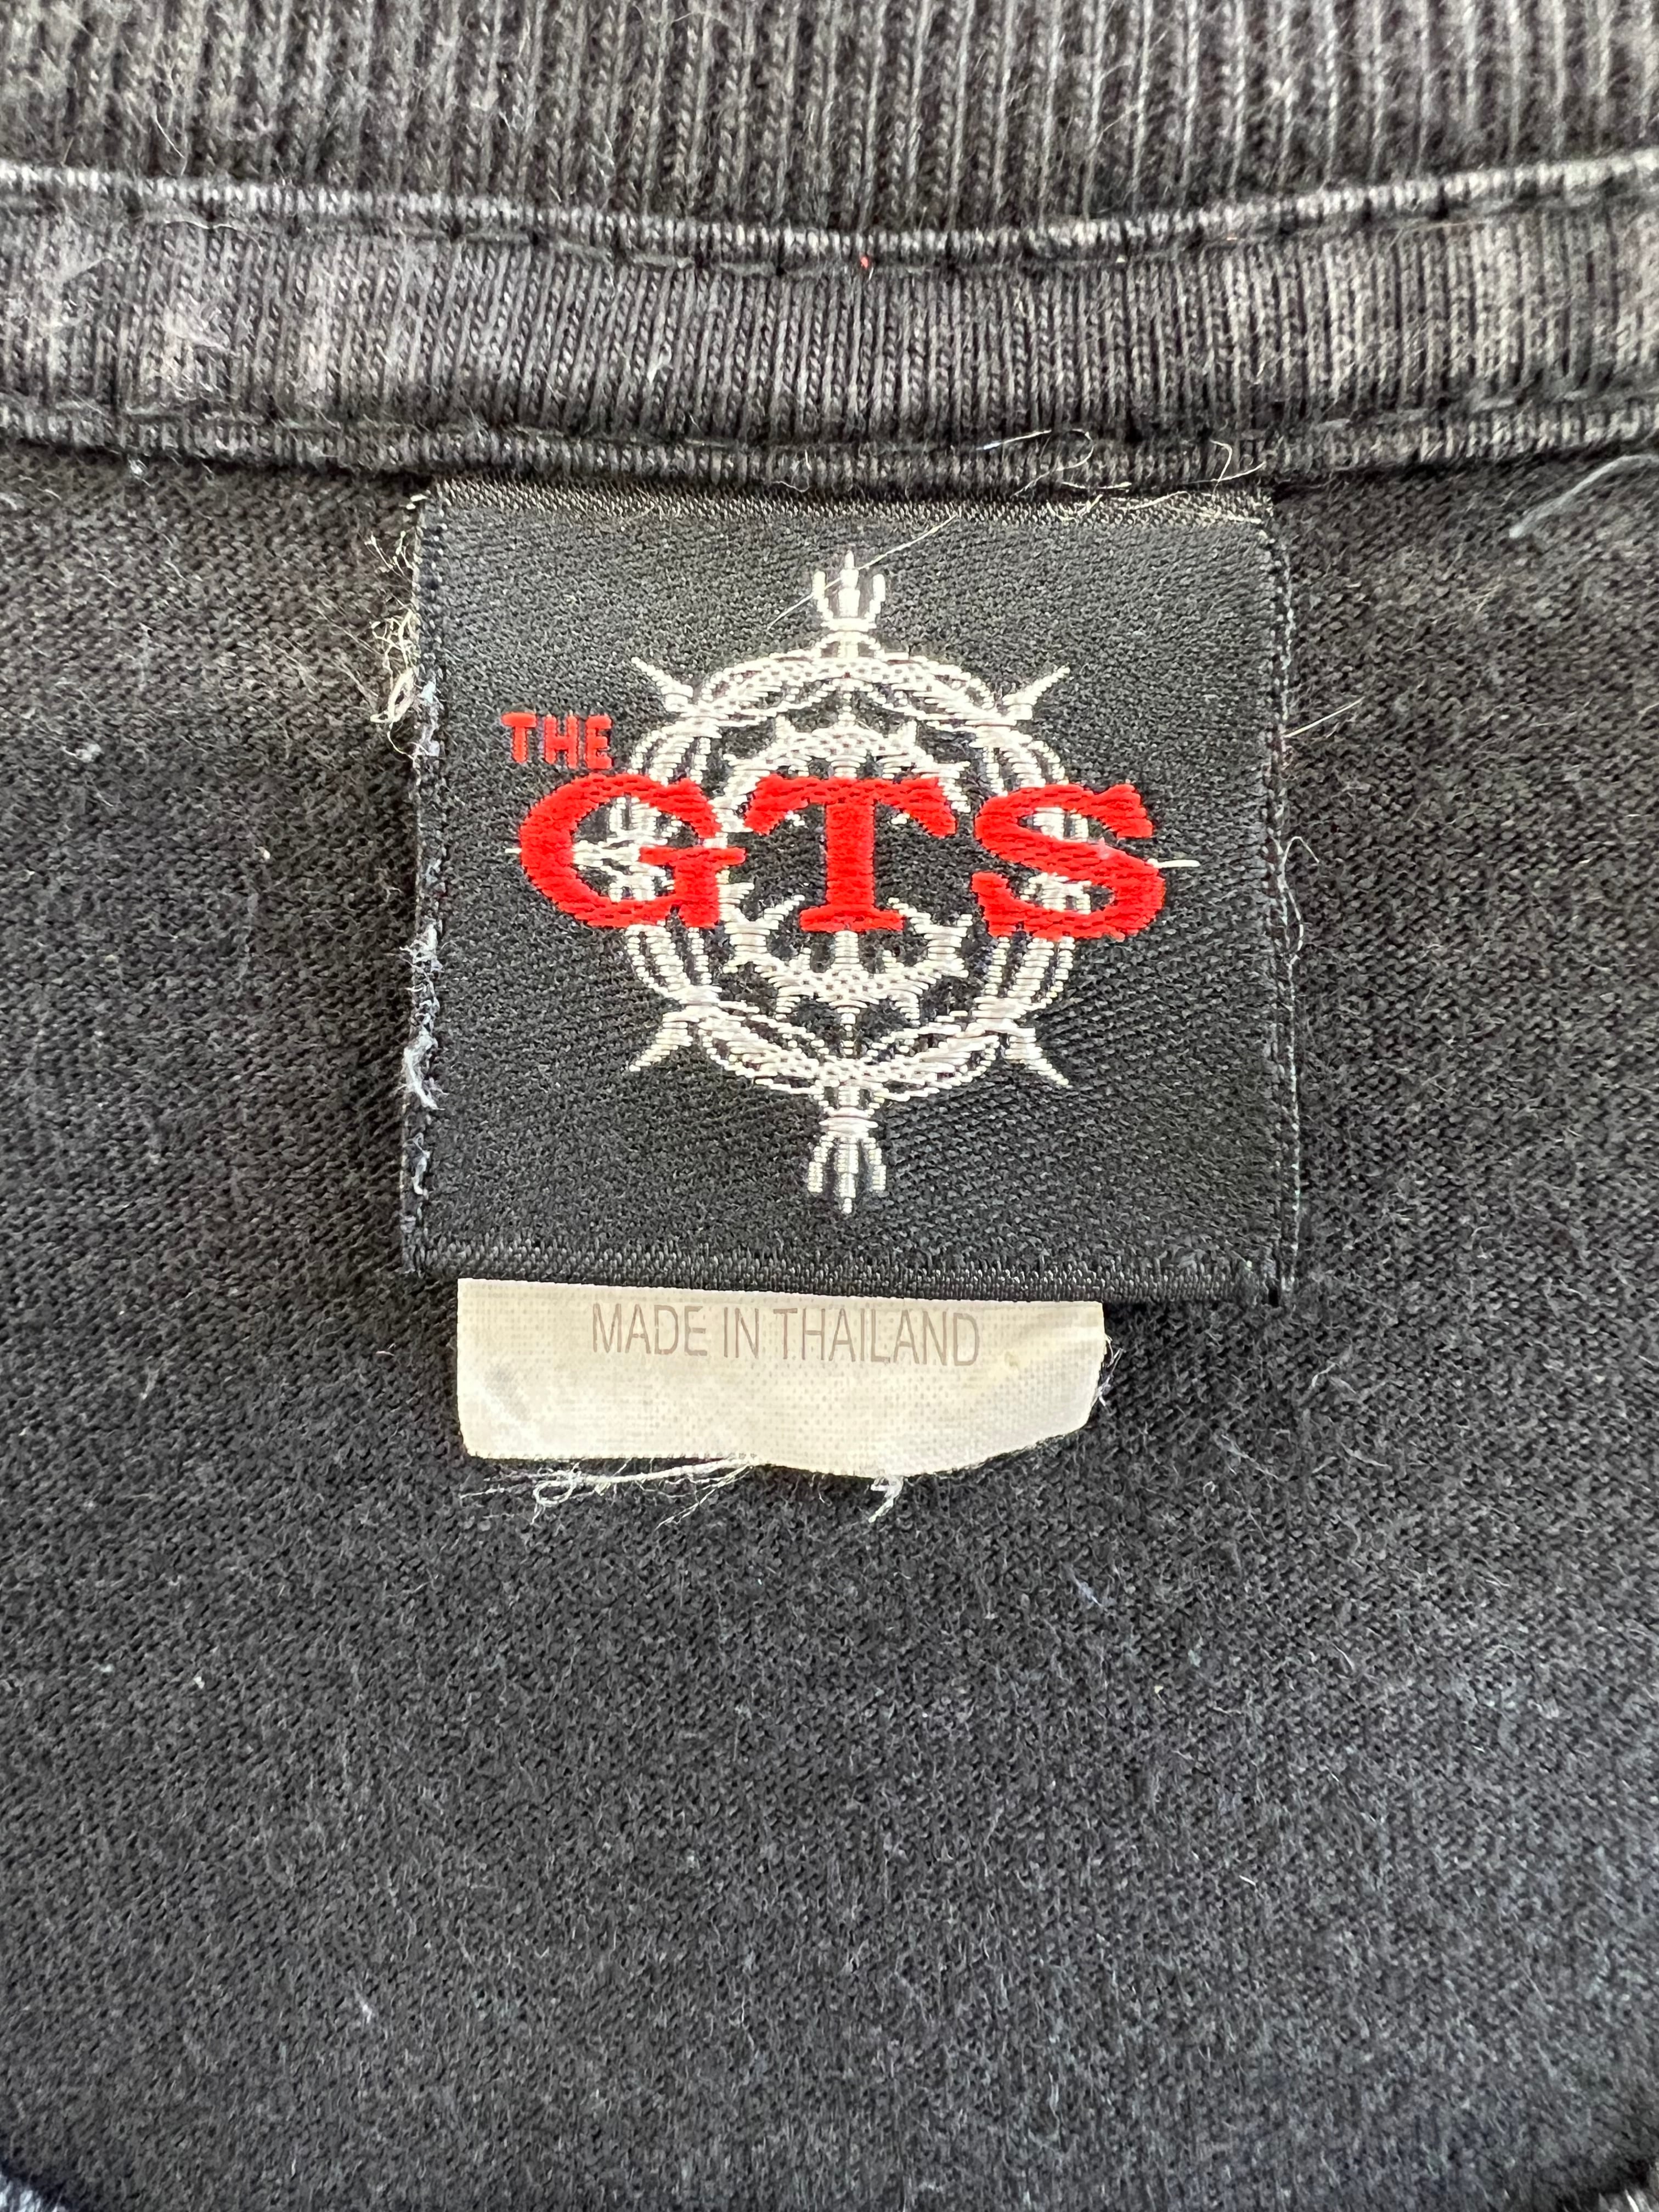 THE
GTS
MADE IN THAILAND